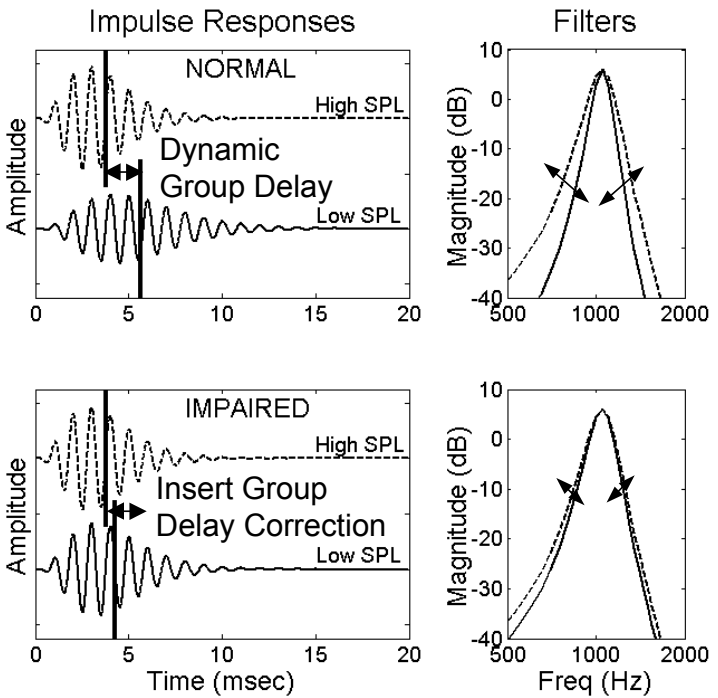 Impulse Responses
Filters
NORMAL
High SPL
Dynamic
Group Delay
Low SPL
Amplitude
0 5 10 15 20
10
0
-10
-20
-30
-40
Magnitude (dB)
500 1000 2000
IMPAIRED
High SPL
Insert Group
Delay Correction
Low SPL
Amplitude
0 5 10 15 20
Time (msec)
10
0
-10
-20
-30
-40
Magnitude (dB)
500 1000 2000
Freq (Hz)